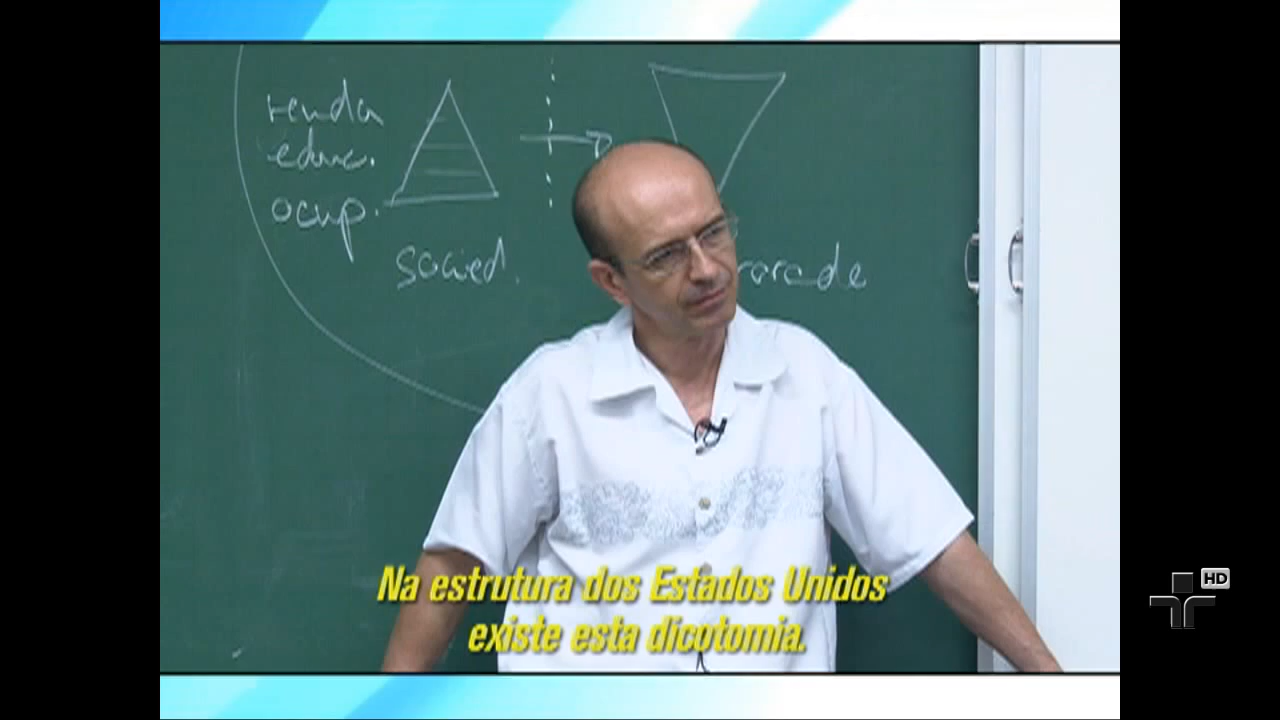 renda
educ.
ocup.
socied.
HD
Na estrutura dos Estados Unidos
existe esta dicotomia.